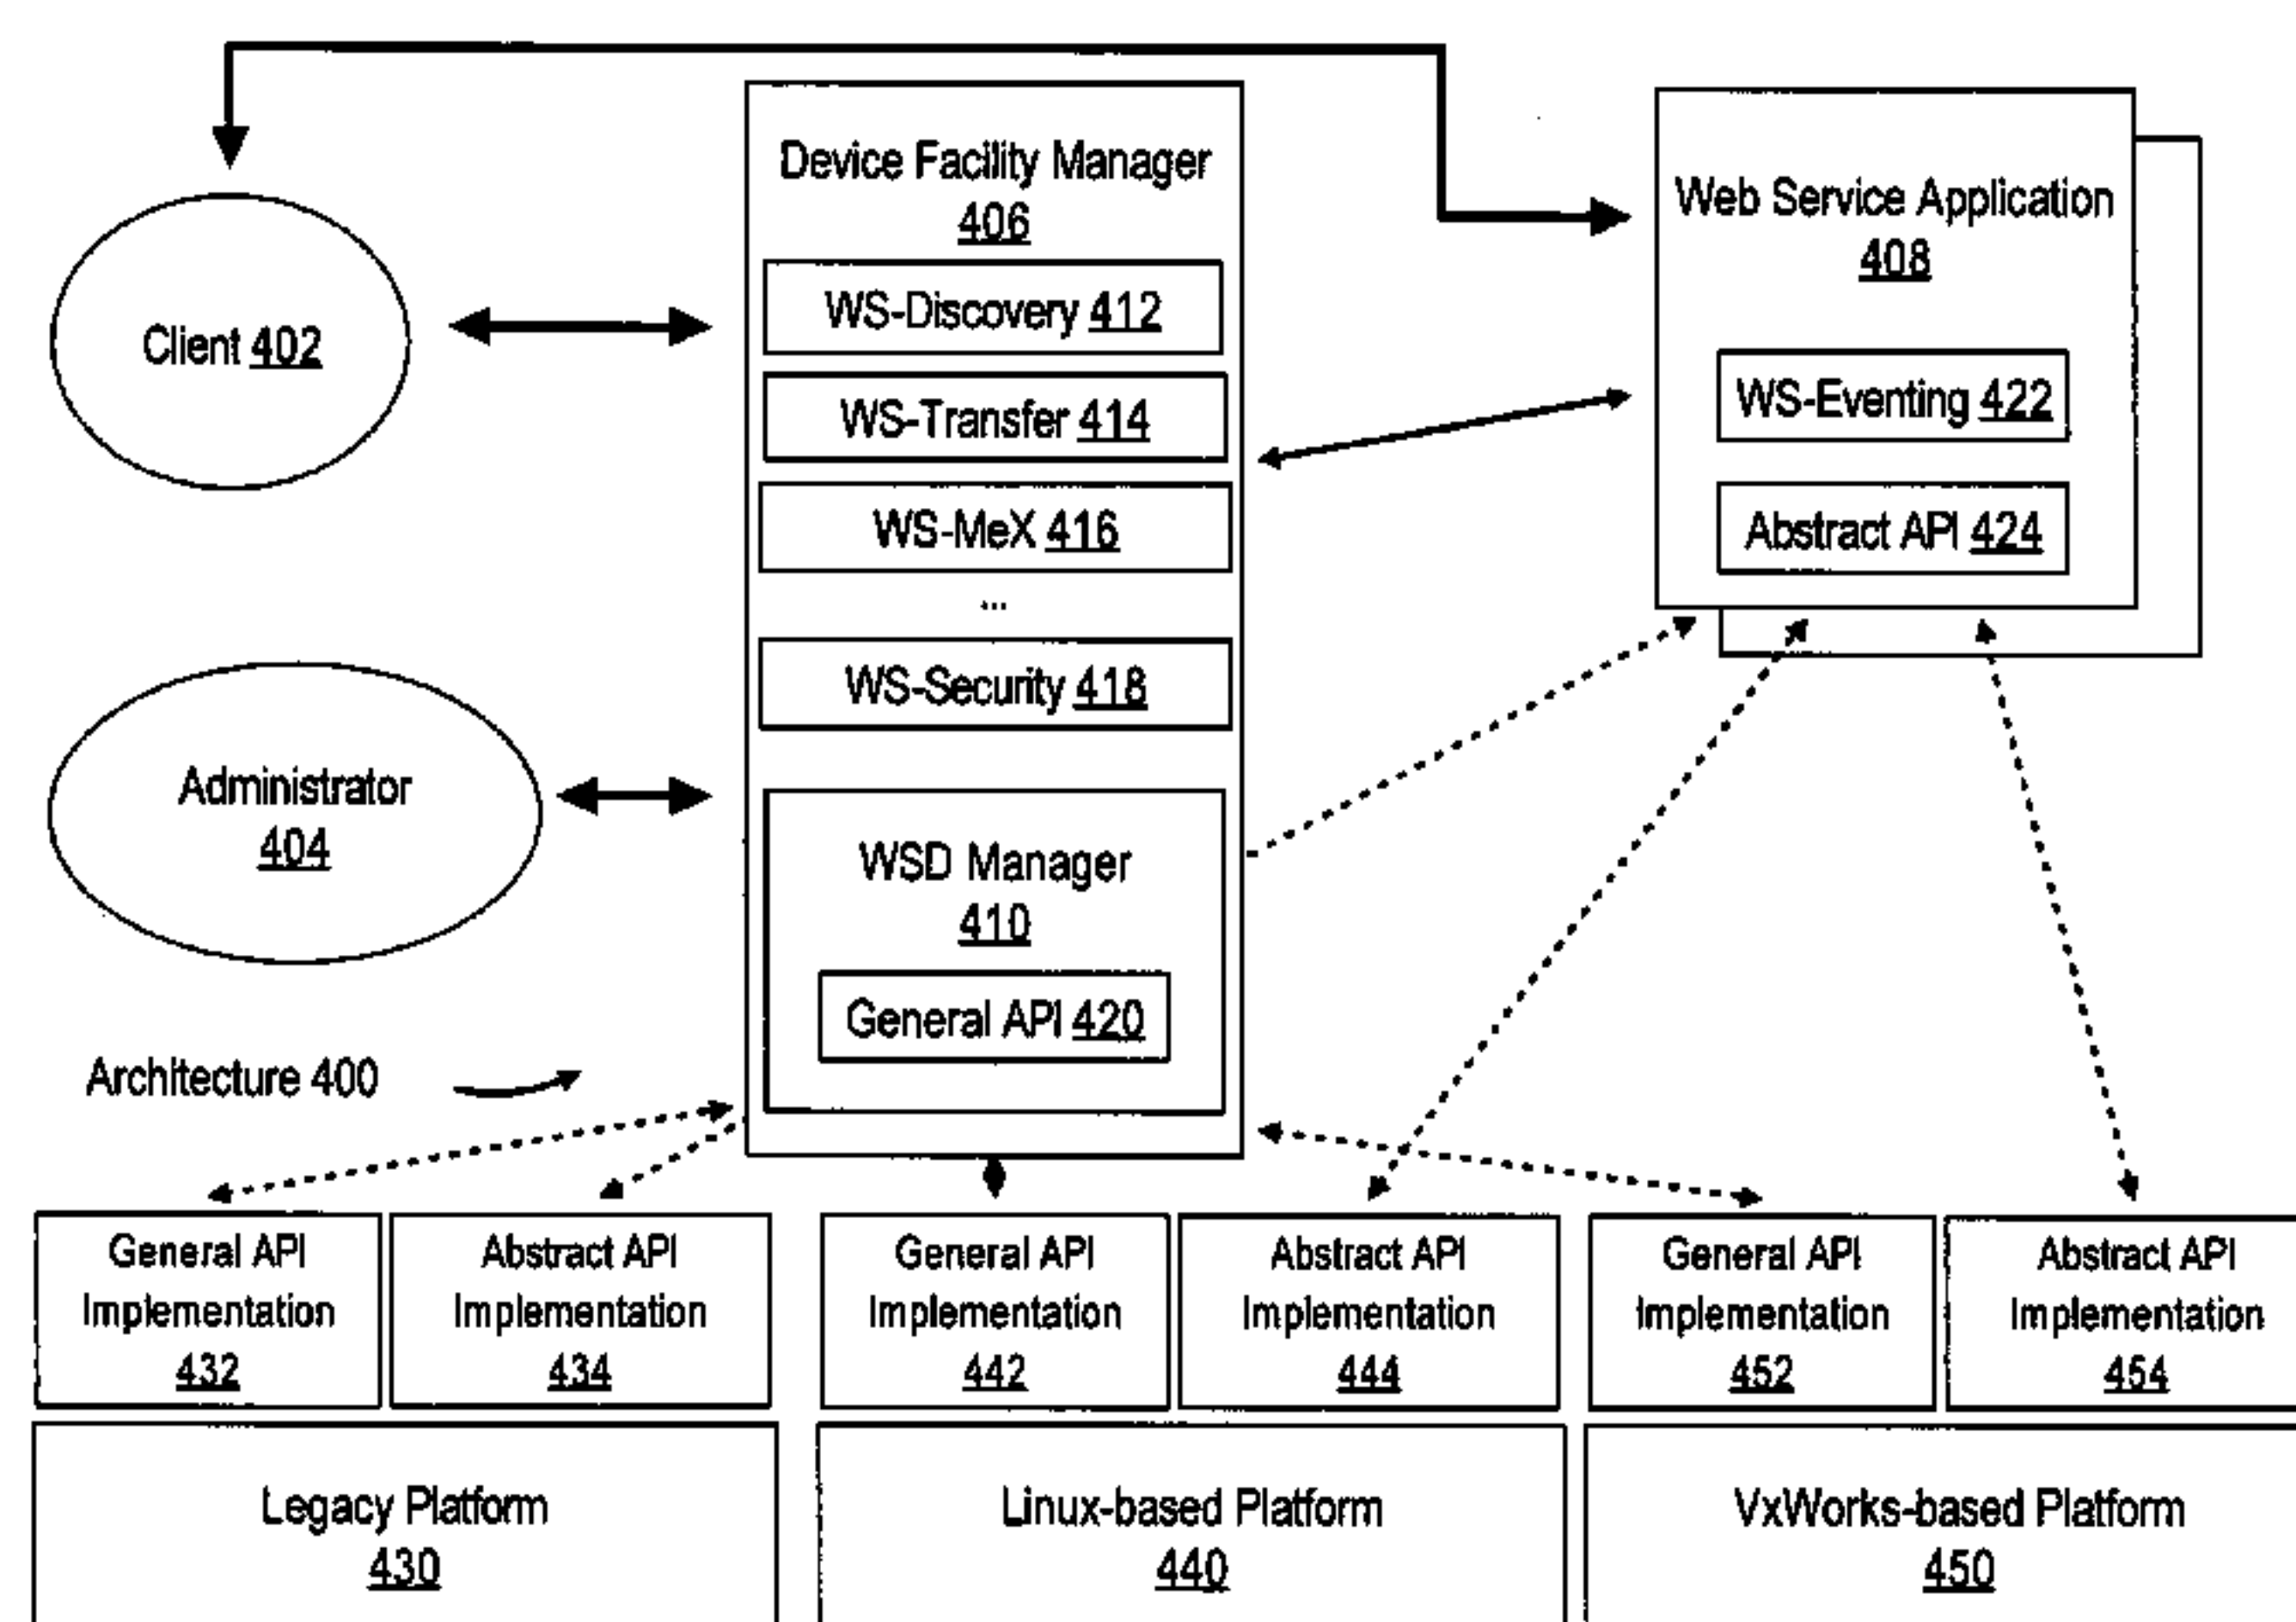 Device Facility Manager
406
WS-Discovery 412
WS-Transfer 414
WS-MeX 416
...
WS-Security 418
WSD Manager
410
General API 420
Web Service Application
408
WS-Eventing 422
Abstract API 424
Client 402
Administrator
404
Architecture 400
General API
Implementation
432
Abstract API
Implementation
434
General API
Implementation
442
Abstract API
Implementation
444
General API
Implementation
452
Abstract API
Implementation
454
Legacy Platform
430
Linux-based Platform
440
VxWorks-based Platform
450